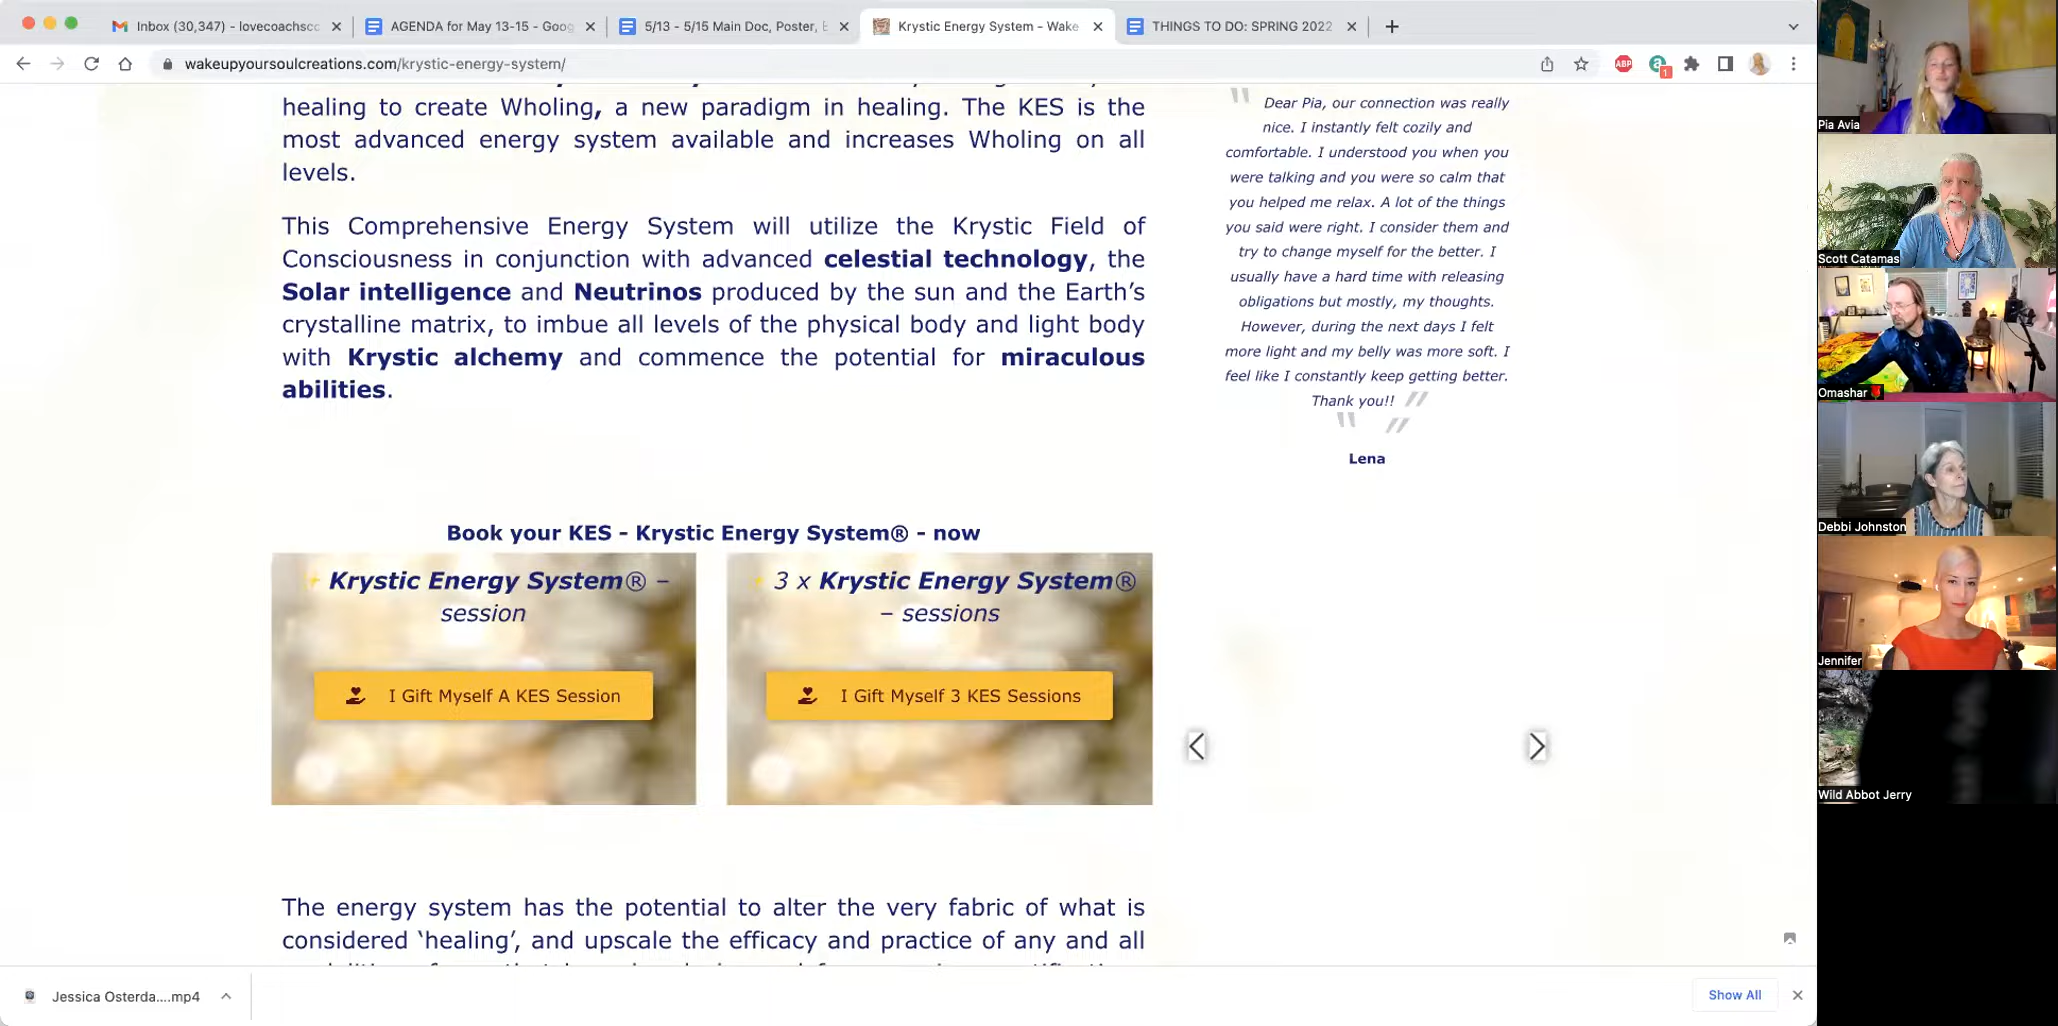 Inbox (30,347) - lovecoachscc
AGENDA for May 13-15 - Goog
5/13 - 5/15 Main Doc, Poster, E
Krystic Energy System – Wake
THINGS TO DO: SPRING 2022
wakeupyoursoulcreations.com/krystic-energy-system/
ABP
1
healing to create Wholing, a new paradigm in healing. The KES is the
most advanced energy system available and increases Wholing on all
levels.
This Comprehensive Energy System will utilize the Krystic Field of
Consciousness in conjunction with advanced celestial technology, the
Solar intelligence and Neutrinos produced by the sun and the Earth's
crystalline matrix, to imbue all levels of the physical body and light body
with Krystic alchemy and commence the potential for miraculous
abilities.
Book your KES - Krystic Energy System® - now
Krystic Energy System® –
session
I Gift Myself A KES Session
3 x Krystic Energy System®
– sessions
I Gift Myself 3 KES Sessions
The energy system has the potential to alter the very fabric of what is
considered ‘healing’, and upscale the efficacy and practice of any and all
" Dear Pia, our connection was really
nice. I instantly felt cozily and
comfortable. I understood you when you
were talking and you were so calm that
you helped me relax. A lot of the things
you said were right. I consider them and
try to change myself for the better. I
usually have a hard time with releasing
obligations but mostly, my thoughts.
However, during the next days I felt
more light and my belly was more soft. I
feel like I constantly keep getting better.
Thank you!! "
" "
Lena
Jessica Osterda....mp4
Show All
Pia Avia
Scott Catamas
Omashar
Debbi Johnston
Jennifer
Wild Abbot Jerry